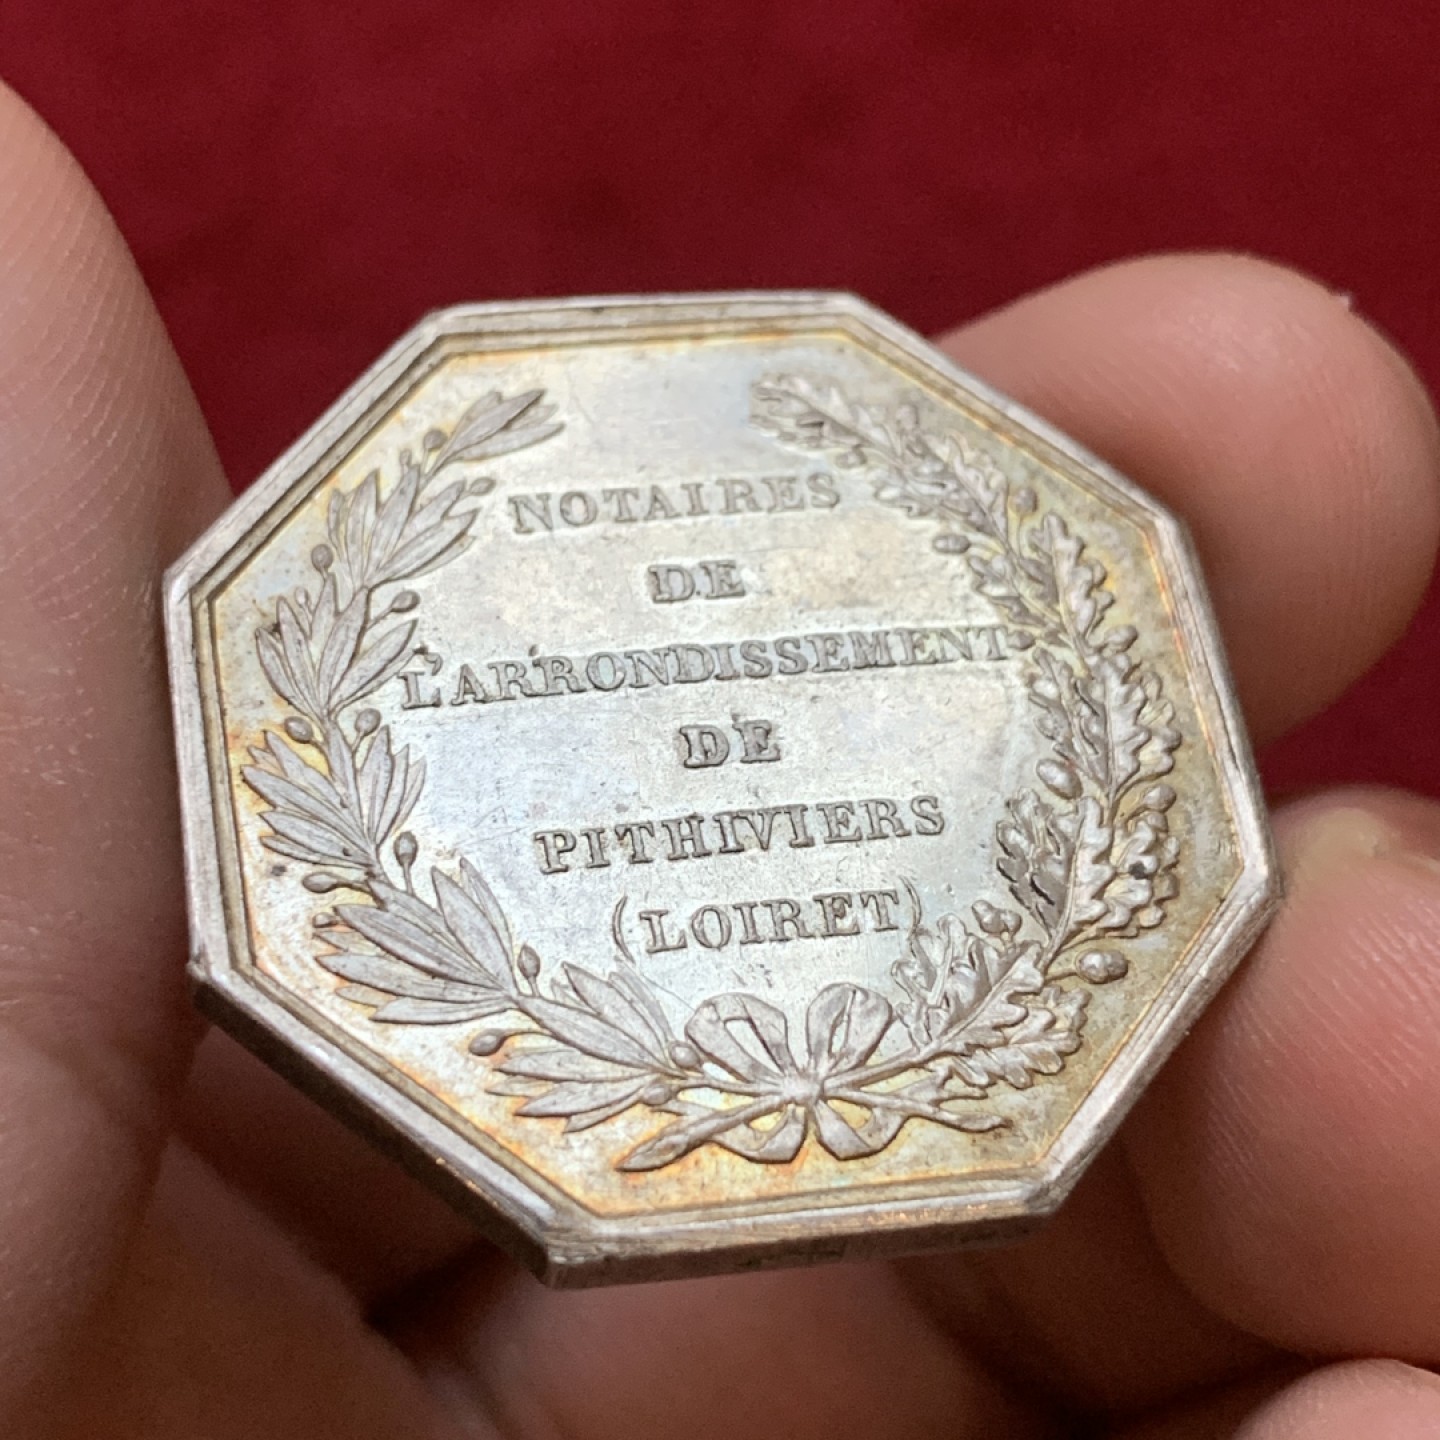 NOTAIRES
DE
L'ARRONDISSEMENT
DE
PITHIVIERS
(LOIRET)